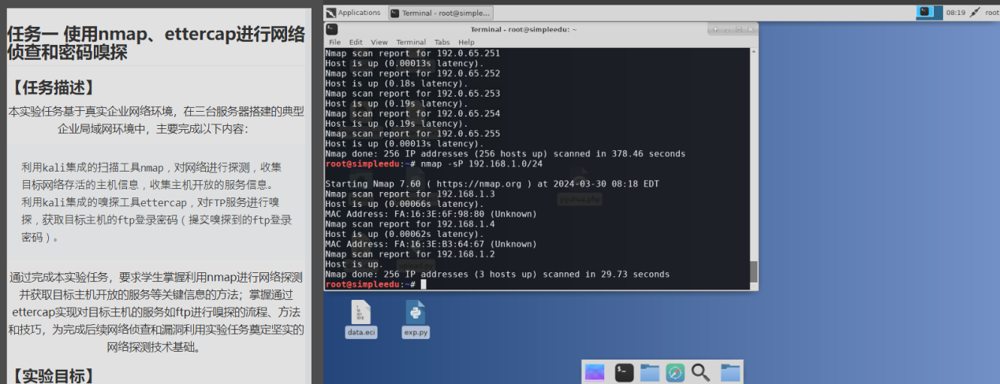 任务一 使用nmap、ettercap进行网络
侦查和密码嗅探
【任务描述】
本实验任务基于真实企业网络环境，在三台服务器搭建的典型
企业局域网环境中，主要完成以下内容：
利用kali集成的扫描工具nmap，对网络进行探测，收集
目标网络存活的主机信息，收集主机开放的服务信息。
利用kali集成的嗅探工具ettercap，对FTP服务进行嗅
探，获取目标主机的ftp登录密码（提交嗅探到的ftp登录
密码）。
通过完成本实验任务，要求学生掌握利用nmap进行网络探测
并获取目标主机开放的服务等关键信息的方法；掌握通过
ettercap实现对目标主机的服务如ftp进行嗅探的流程、方法
和技巧，为完成后续网络侦查和漏洞利用实验任务奠定坚实的
网络探测技术基础。
【实验目标】
Applications
Terminal - root@simple...
08:19
root
Terminal - root@simpleedu: ~
File Edit View Terminal Tabs Help
Nmap scan report for 192.0.65.251
Host is up (0.00013s latency).
Nmap scan report for 192.0.65.252
Host is up (0.18s latency).
Nmap scan report for 192.0.65.253
Host is up (0.19s latency).
Nmap scan report for 192.0.65.254
Host is up (0.19s latency).
Nmap scan report for 192.0.65.255
Host is up (0.00013s latency).
Nmap done: 256 IP addresses (256 hosts up) scanned in 378.46 seconds
root@simpleedu:~# nmap -sP 192.168.1.0/24
Starting Nmap 7.60 ( https://nmap.org ) at 2024-03-30 08:18 EDT
Nmap scan report for 192.168.1.3
Host is up (0.00066s latency).
MAC Address: FA:16:3E:6F:98:80 (Unknown)
Nmap scan report for 192.168.1.4
Host is up (0.00062s latency).
MAC Address: FA:16:3E:B3:64:67 (Unknown)
Nmap scan report for 192.168.1.2
Host is up.
Nmap done: 256 IP addresses (3 hosts up) scanned in 29.73 seconds
root@simpleedu:~#
data.eci
exp.py